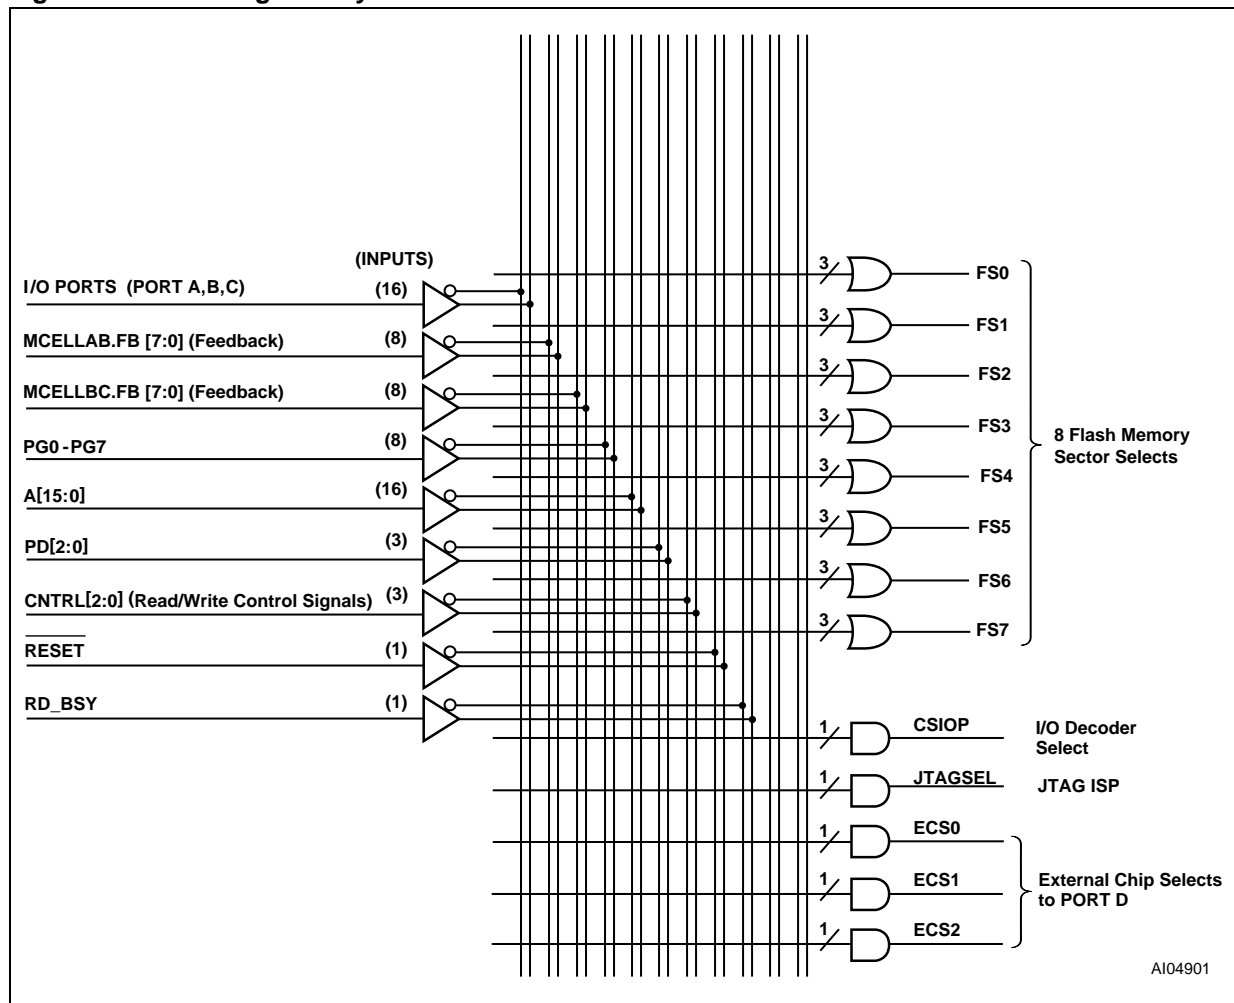 (INPUTS)
I/O PORTS (PORT A,B,C) (16)
MCELLAB.FB [7:0] (Feedback) (8)
MCELLBC.FB [7:0] (Feedback) (8)
PG0 - PG7 (8)
A[15:0] (16)
PD[2:0] (3)
CNTRL[2:0] (Read/Write Control Signals) (3)
RESET (1)
RD_BSY (1)
3 FS0
3 FS1
3 FS2
3 FS3
3 FS4
3 FS5
3 FS6
3 FS7
8 Flash Memory
Sector Selects
1 CSIOP
I/O Decoder
Select
1 JTAGSEL
JTAG ISP
1 ECS0
1 ECS1
1 ECS2
External Chip Selects
to PORT D
AI04901